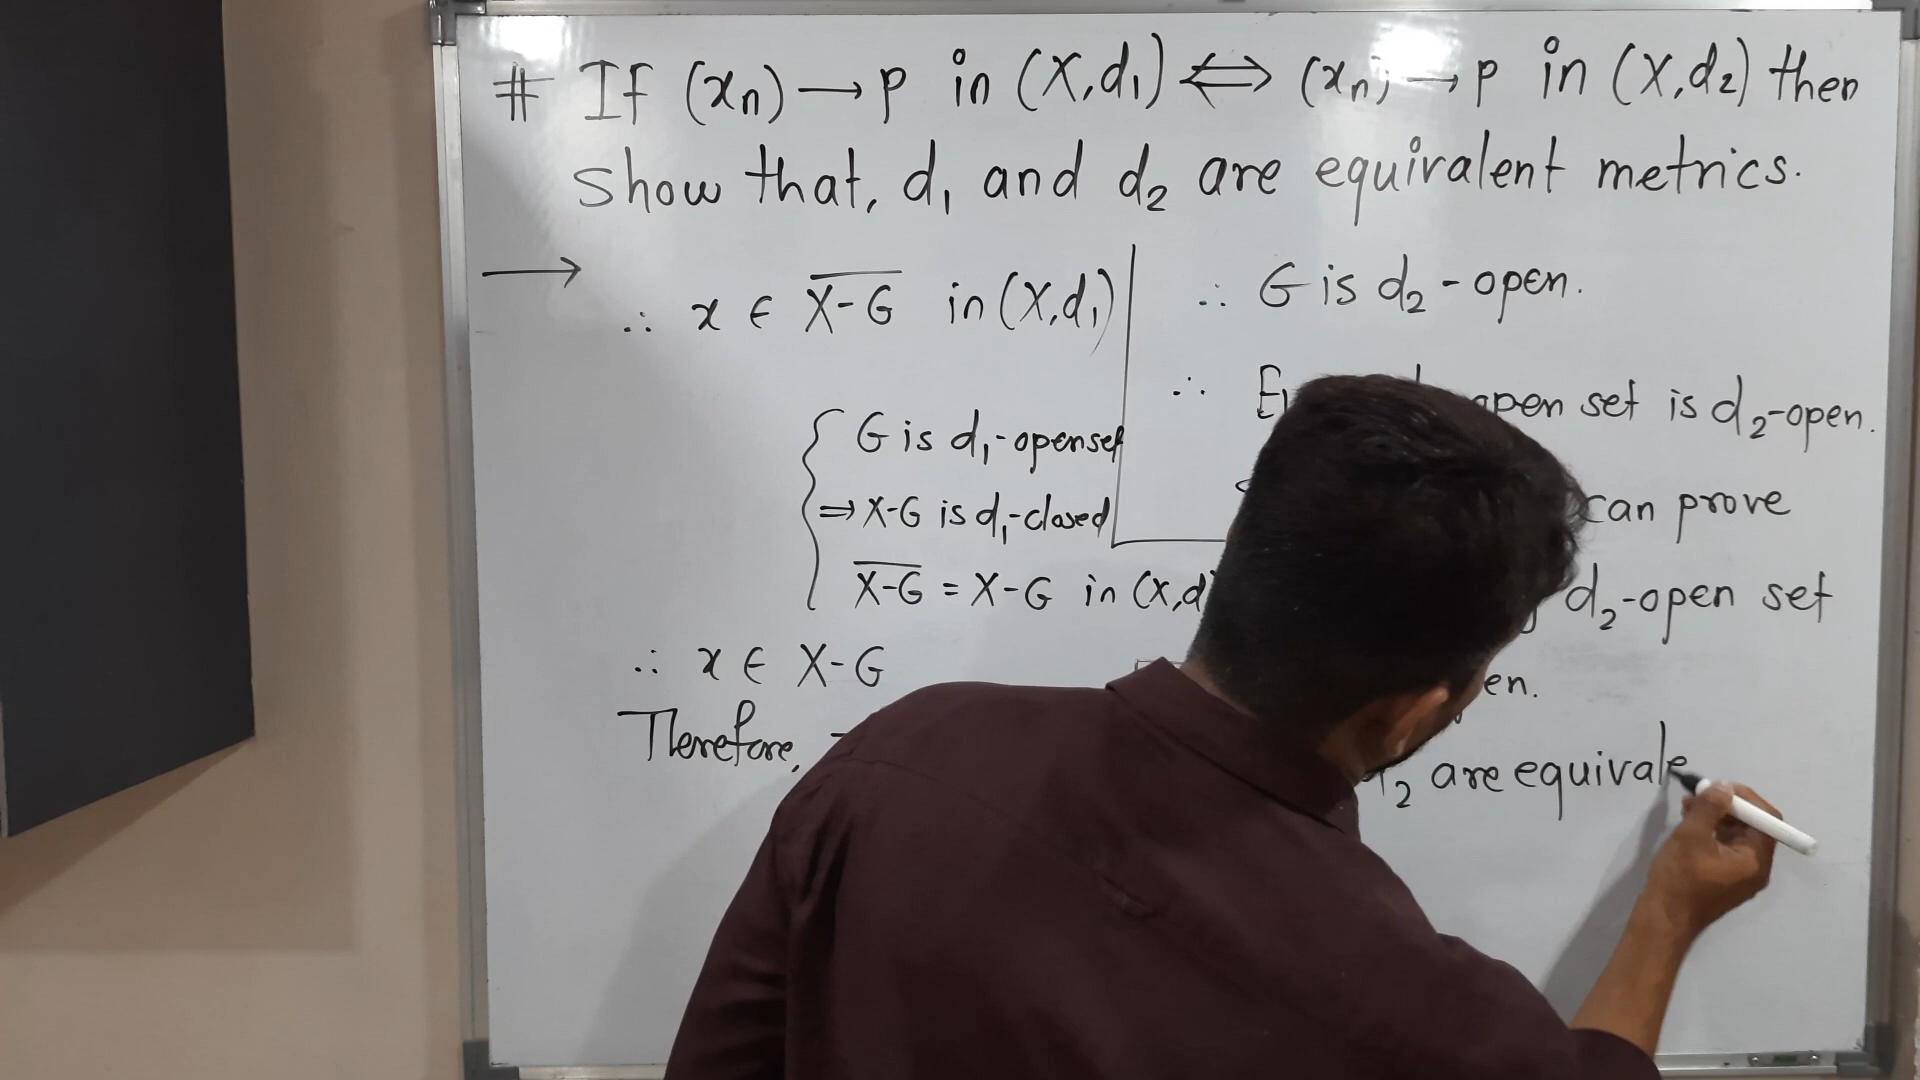 # If (xn) → p in (X,d₁) ⇔ (xn) → p in (X,d₂) then
show that, d₁ and d₂ are equivalent metrics.
→
∴ x ∈ X̅-̅G̅ in (X,d₁)
{ G is d₁-open set
⇒ X-G is d₁-closed
X̅-̅G̅ = X-G in (X,d
∴ x ∈ X-G
Therefore,
∴ G is d₂-open.
∴ open set is d₂-open.
can prove
d₂-open set
en.
₂ are equivale